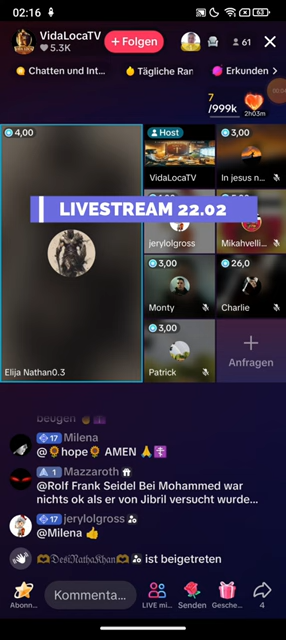 02:16
63
VidaLocaTV
5.3K
+ Folgen
61
Chatten und Int...
Tägliche Ran
Erkunden >
7
/999k
2h03m
4,00
Host
3,00
VidaLocaTV
In jesus n...
LIVESTREAM 22.02
jerylolgross
Mikahvelli...
3,00
26,0
Monty
Charlie
3,00
Elija Nathan0.3
Patrick
Anfragen
beugen
17 Milena
@🌻hope🌻 AMEN 🙏✝️
1 Mazzaroth
@Rolf Frank Seidel Bei Mohammed war
nichts ok als er von Jibril versucht wurde...
17 jerylolgross
@Milena 👍
𝔇𝔢𝔰𝔦𝔑𝔞𝔱𝔥𝔞𝔎𝔥𝔞𝔫 ist beigetreten
Abonn...
Kommenta...
LIVE mi...
Senden
Gesche...
4